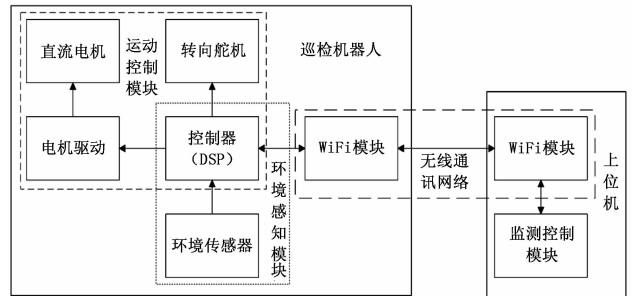 直流电机
运动
控制
模块
转向舵机
巡检机器人
电机驱动
控制器
（DSP）
WiFi模块
无线通
讯网络
WiFi模块
上位机
环境感知模块
环境传感器
监测控制
模块